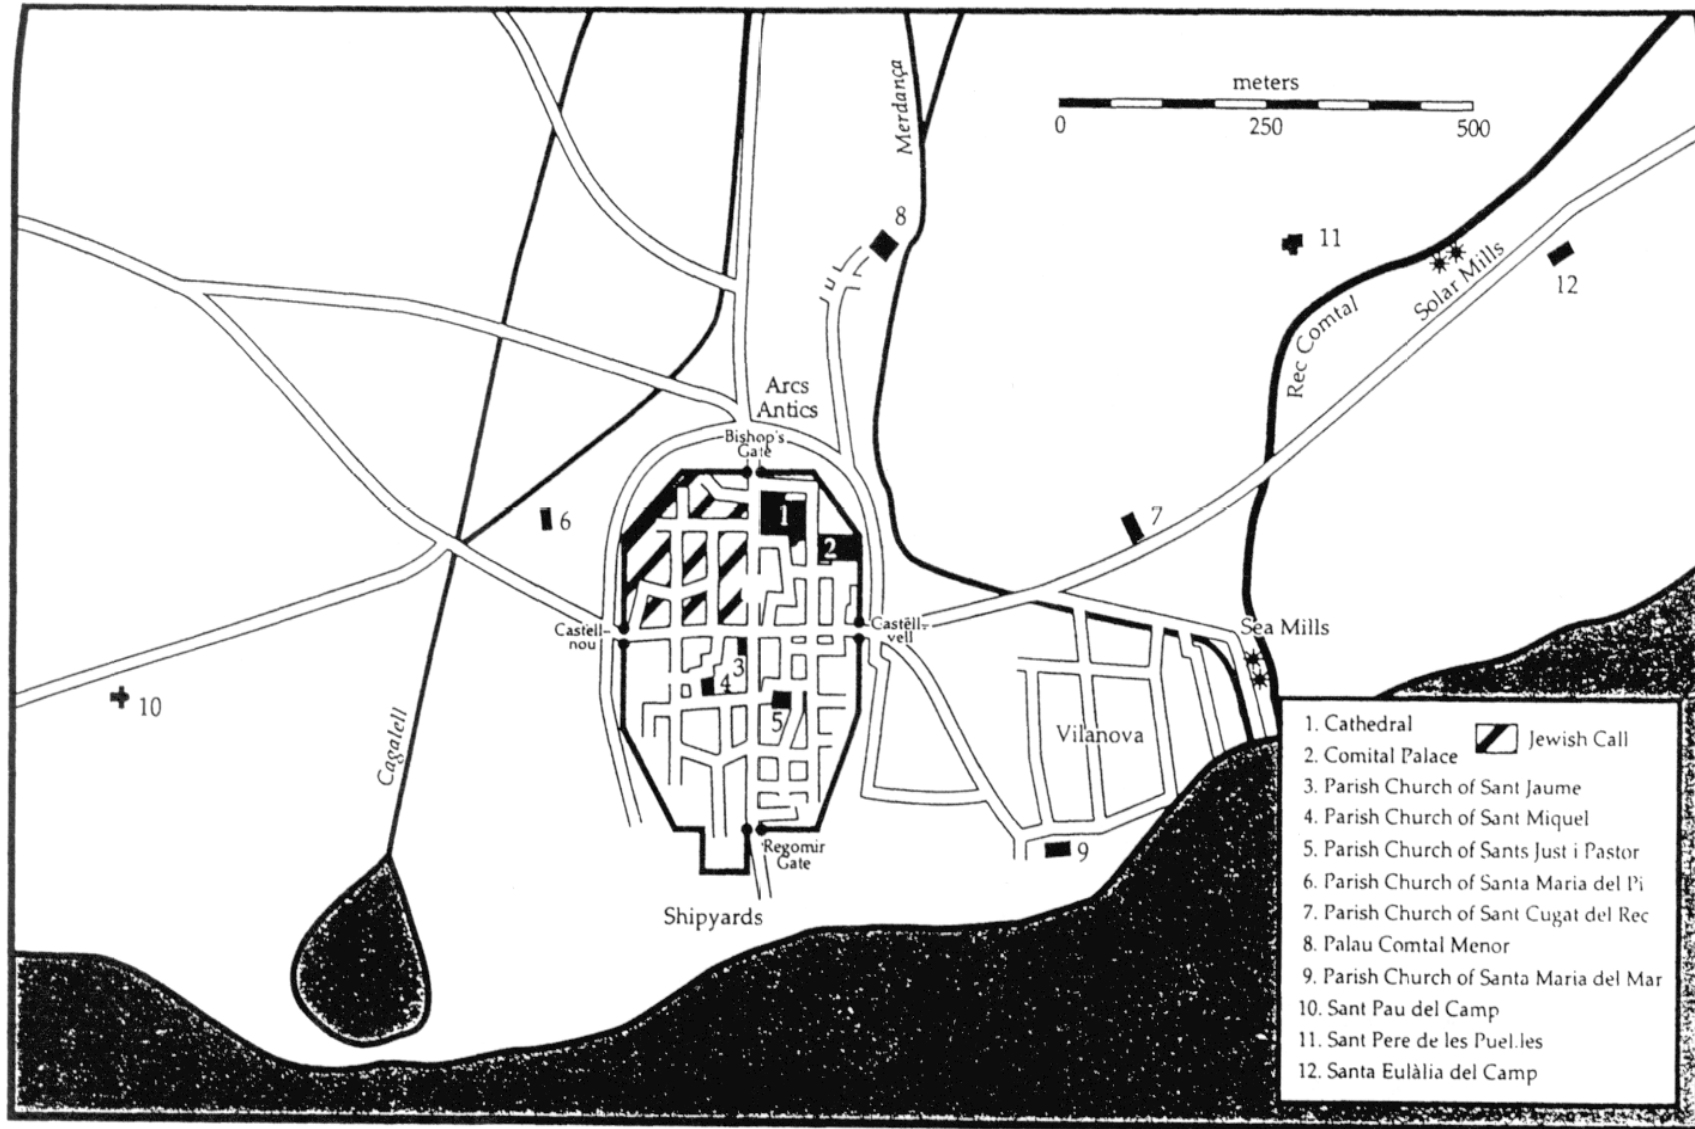 meters
0 250 500
Merdança
8
11
12
Solar Mills
Rec Comtal
Arcs
Antics
Bishop's
Gate
1
2
6
7
Castell-
nou
Castell-
vell
Sea Mills
3
4
5
10
Cagalell
Vilanova
Regomir
Gate
9
Shipyards
1. Cathedral
2. Comital Palace
Jewish Call
3. Parish Church of Sant Jaume
4. Parish Church of Sant Miquel
5. Parish Church of Sants Just i Pastor
6. Parish Church of Santa Maria del Pi
7. Parish Church of Sant Cugat del Rec
8. Palau Comtal Menor
9. Parish Church of Santa Maria del Mar
10. Sant Pau del Camp
11. Sant Pere de les Puel.les
12. Santa Eulàlia del Camp